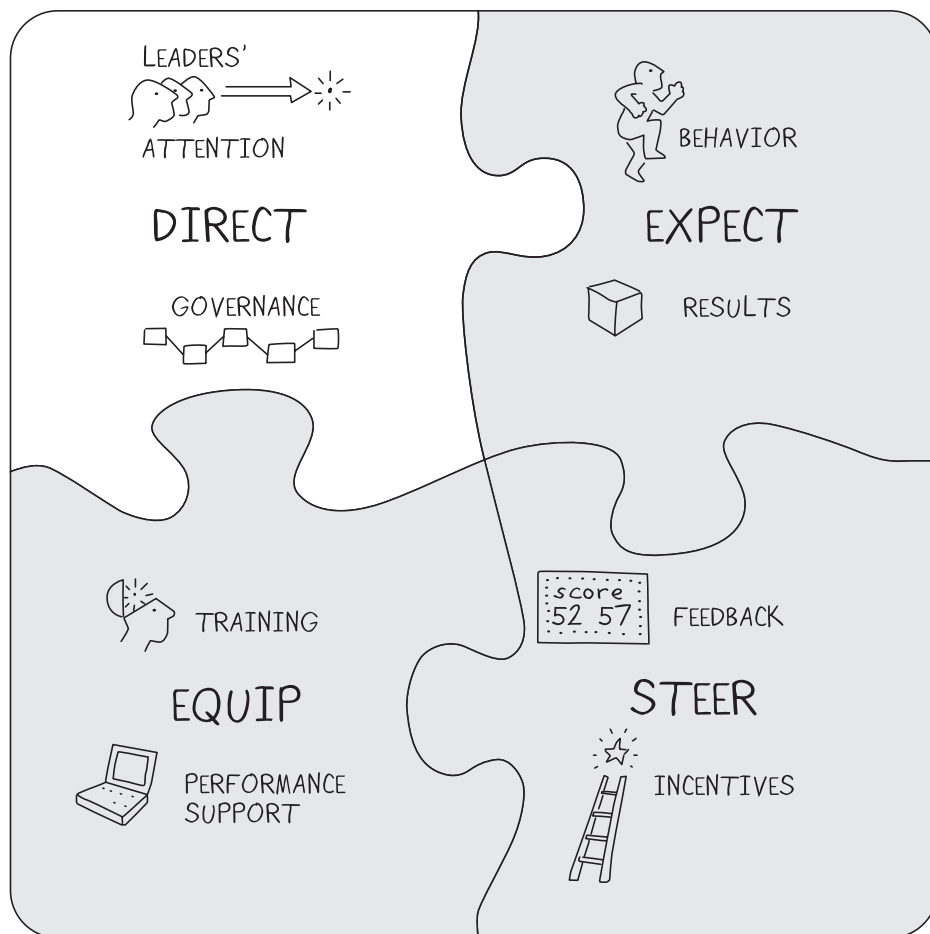 LEADERS'
ATTENTION
DIRECT
GOVERNANCE
BEHAVIOR
EXPECT
RESULTS
TRAINING
EQUIP
PERFORMANCE
SUPPORT
score
52 57
FEEDBACK
STEER
INCENTIVES